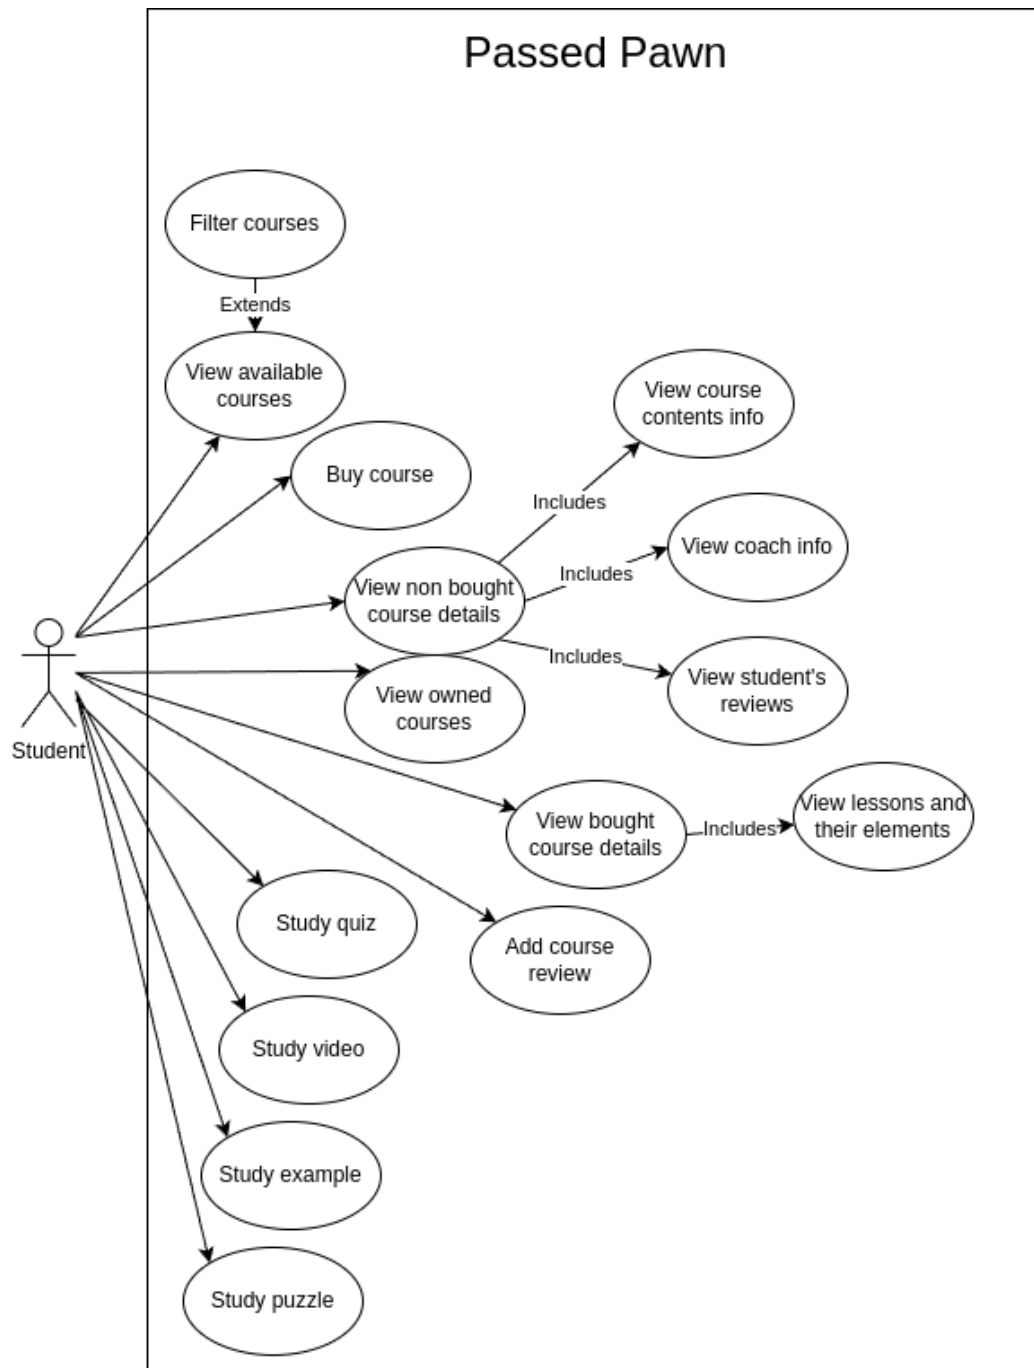 Passed Pawn
Filter courses
Extends
View available
courses
Buy course
View course
contents info
Includes
View coach info
Includes
View non bought
course details
Includes
View student's
reviews
View owned
courses
Student
View bought
course details
Includes
View lessons and
their elements
Study quiz
Add course
review
Study video
Study example
Study puzzle